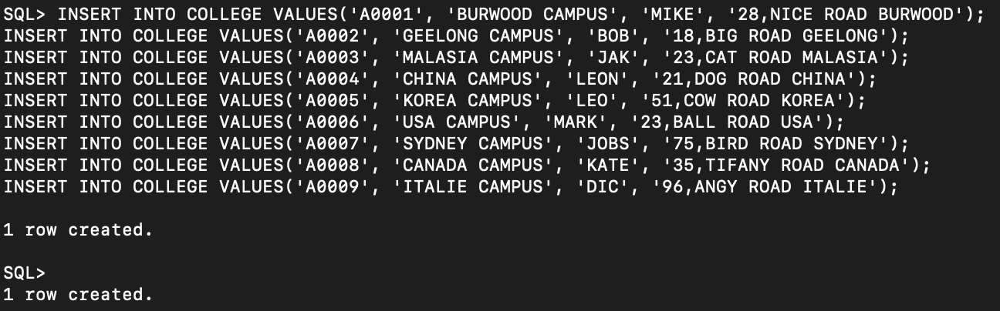 SQL> INSERT INTO COLLEGE VALUES('A0001', 'BURWOOD CAMPUS', 'MIKE', '28,NICE ROAD BURWOOD');
INSERT INTO COLLEGE VALUES('A0002', 'GEELONG CAMPUS', 'BOB', '18,BIG ROAD GEELONG');
INSERT INTO COLLEGE VALUES('A0003', 'MALASIA CAMPUS', 'JAK', '23,CAT ROAD MALASIA');
INSERT INTO COLLEGE VALUES('A0004', 'CHINA CAMPUS', 'LEON', '21,DOG ROAD CHINA');
INSERT INTO COLLEGE VALUES('A0005', 'KOREA CAMPUS', 'LEO', '51,COW ROAD KOREA');
INSERT INTO COLLEGE VALUES('A0006', 'USA CAMPUS', 'MARK', '23,BALL ROAD USA');
INSERT INTO COLLEGE VALUES('A0007', 'SYDNEY CAMPUS', 'JOBS', '75,BIRD ROAD SYDNEY');
INSERT INTO COLLEGE VALUES('A0008', 'CANADA CAMPUS', 'KATE', '35,TIFANY ROAD CANADA');
INSERT INTO COLLEGE VALUES('A0009', 'ITALIE CAMPUS', 'DIC', '96,ANGY ROAD ITALIE');
1 row created.
SQL>
1 row created.